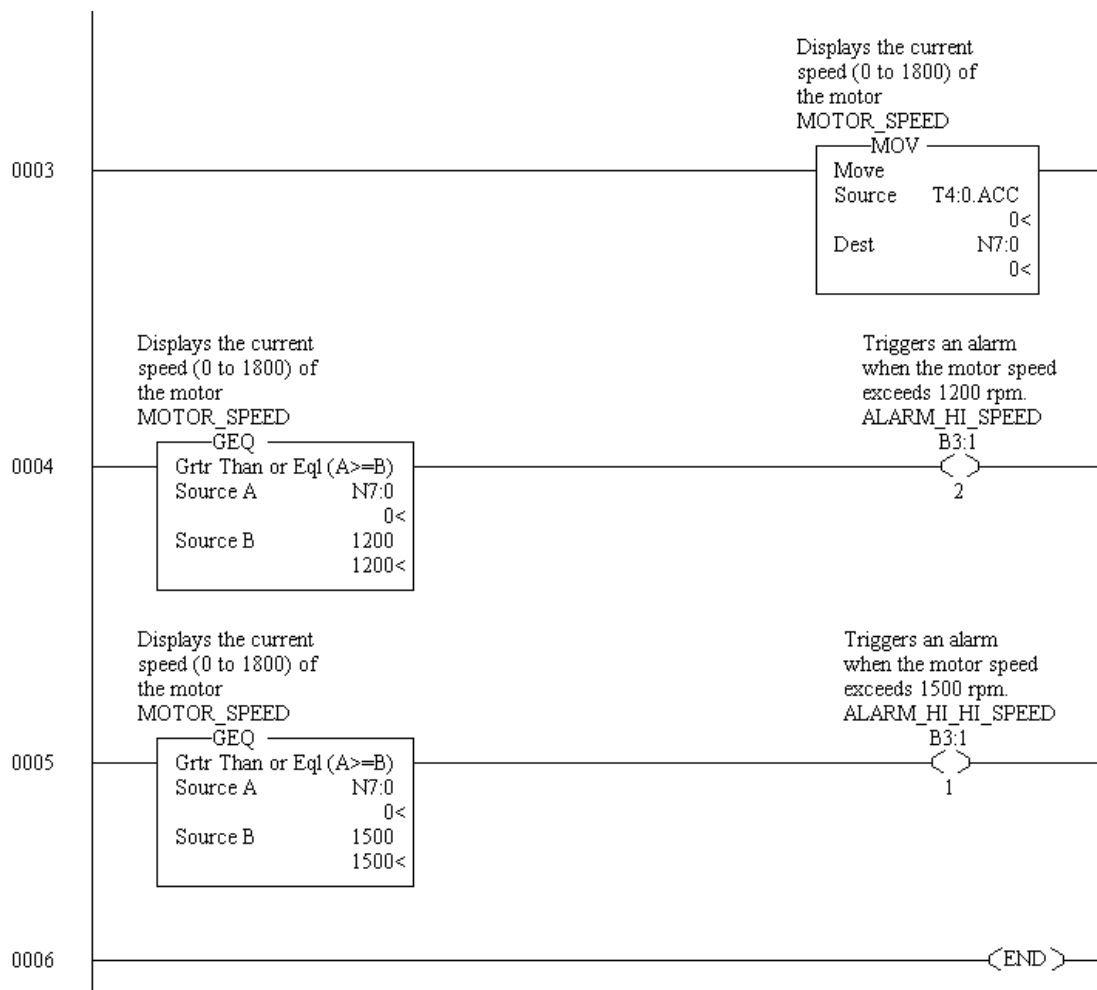 Displays the current
speed (0 to 1800) of
the motor
MOTOR_SPEED
MOV
0003
Move
Source T4:0.ACC
0<
Dest N7:0
0<
Displays the current
speed (0 to 1800) of
the motor
MOTOR_SPEED
GEQ
0004
Grtr Than or Eql (A>=B)
Source A N7:0
0<
Source B 1200
1200<
Triggers an alarm
when the motor speed
exceeds 1200 rpm.
ALARM_HI_SPEED
B3:1
2
Displays the current
speed (0 to 1800) of
the motor
MOTOR_SPEED
GEQ
0005
Grtr Than or Eql (A>=B)
Source A N7:0
0<
Source B 1500
1500<
Triggers an alarm
when the motor speed
exceeds 1500 rpm.
ALARM_HI_HI_SPEED
B3:1
1
0006
END